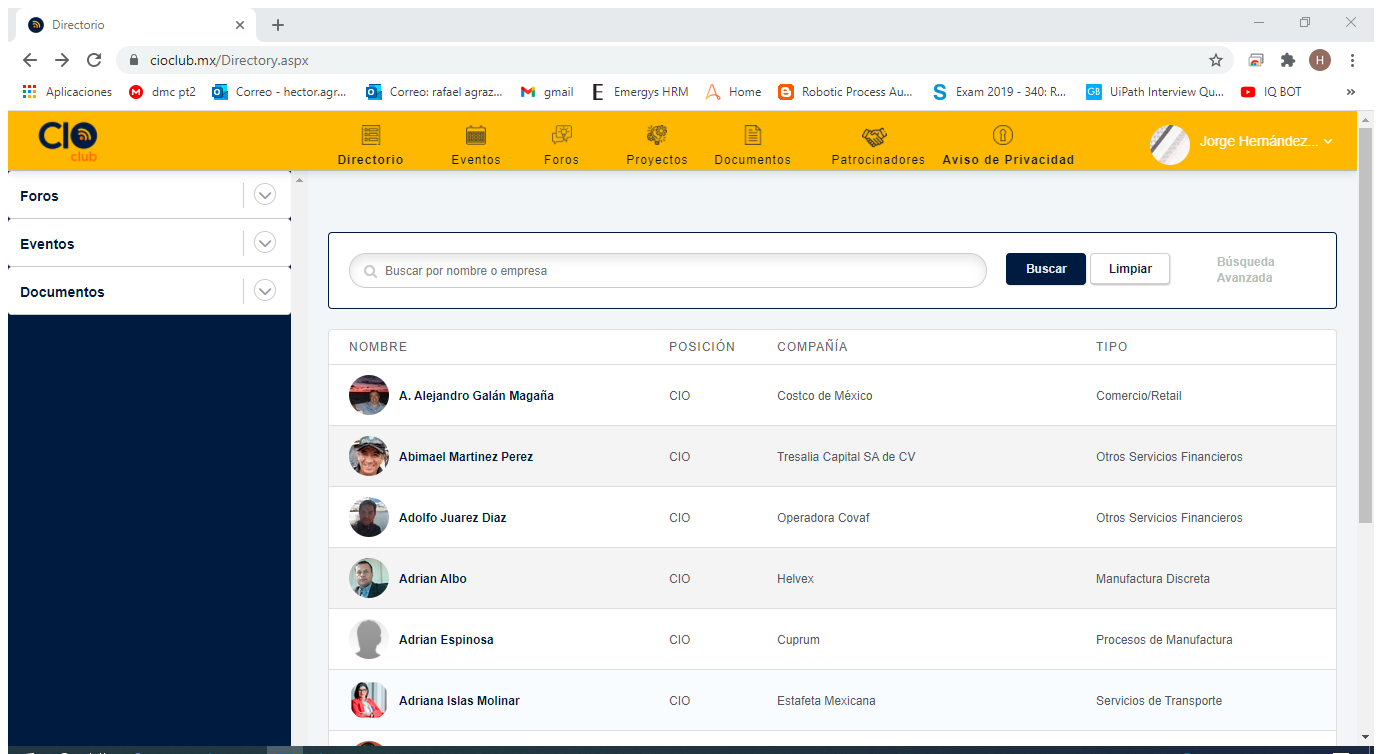 Directorio
cioclub.mx/Directory.aspx
H
Aplicaciones dmc pt2 Correo - hector.agr... Correo: rafael agraz... gmail Emergys HRM Home Robotic Process Au... Exam 2019 - 340: R... UiPath Interview Qu... IQ BOT »
CIO club
Directorio Eventos Foros Proyectos Documentos Patrocinadores Aviso de Privacidad Jorge Hernández...
Foros
Eventos
Documentos
Buscar por nombre o empresa Buscar Limpiar Búsqueda
Avanzada
NOMBRE POSICIÓN COMPAÑÍA TIPO
A. Alejandro Galán Magaña CIO Costco de México Comercio/Retail
Abimael Martinez Perez CIO Tresalia Capital SA de CV Otros Servicios Financieros
Adolfo Juarez Diaz CIO Operadora Covaf Otros Servicios Financieros
Adrian Albo CIO Helvex Manufactura Discreta
Adrian Espinosa CIO Cuprum Procesos de Manufactura
Adriana Islas Molinar CIO Estafeta Mexicana Servicios de Transporte